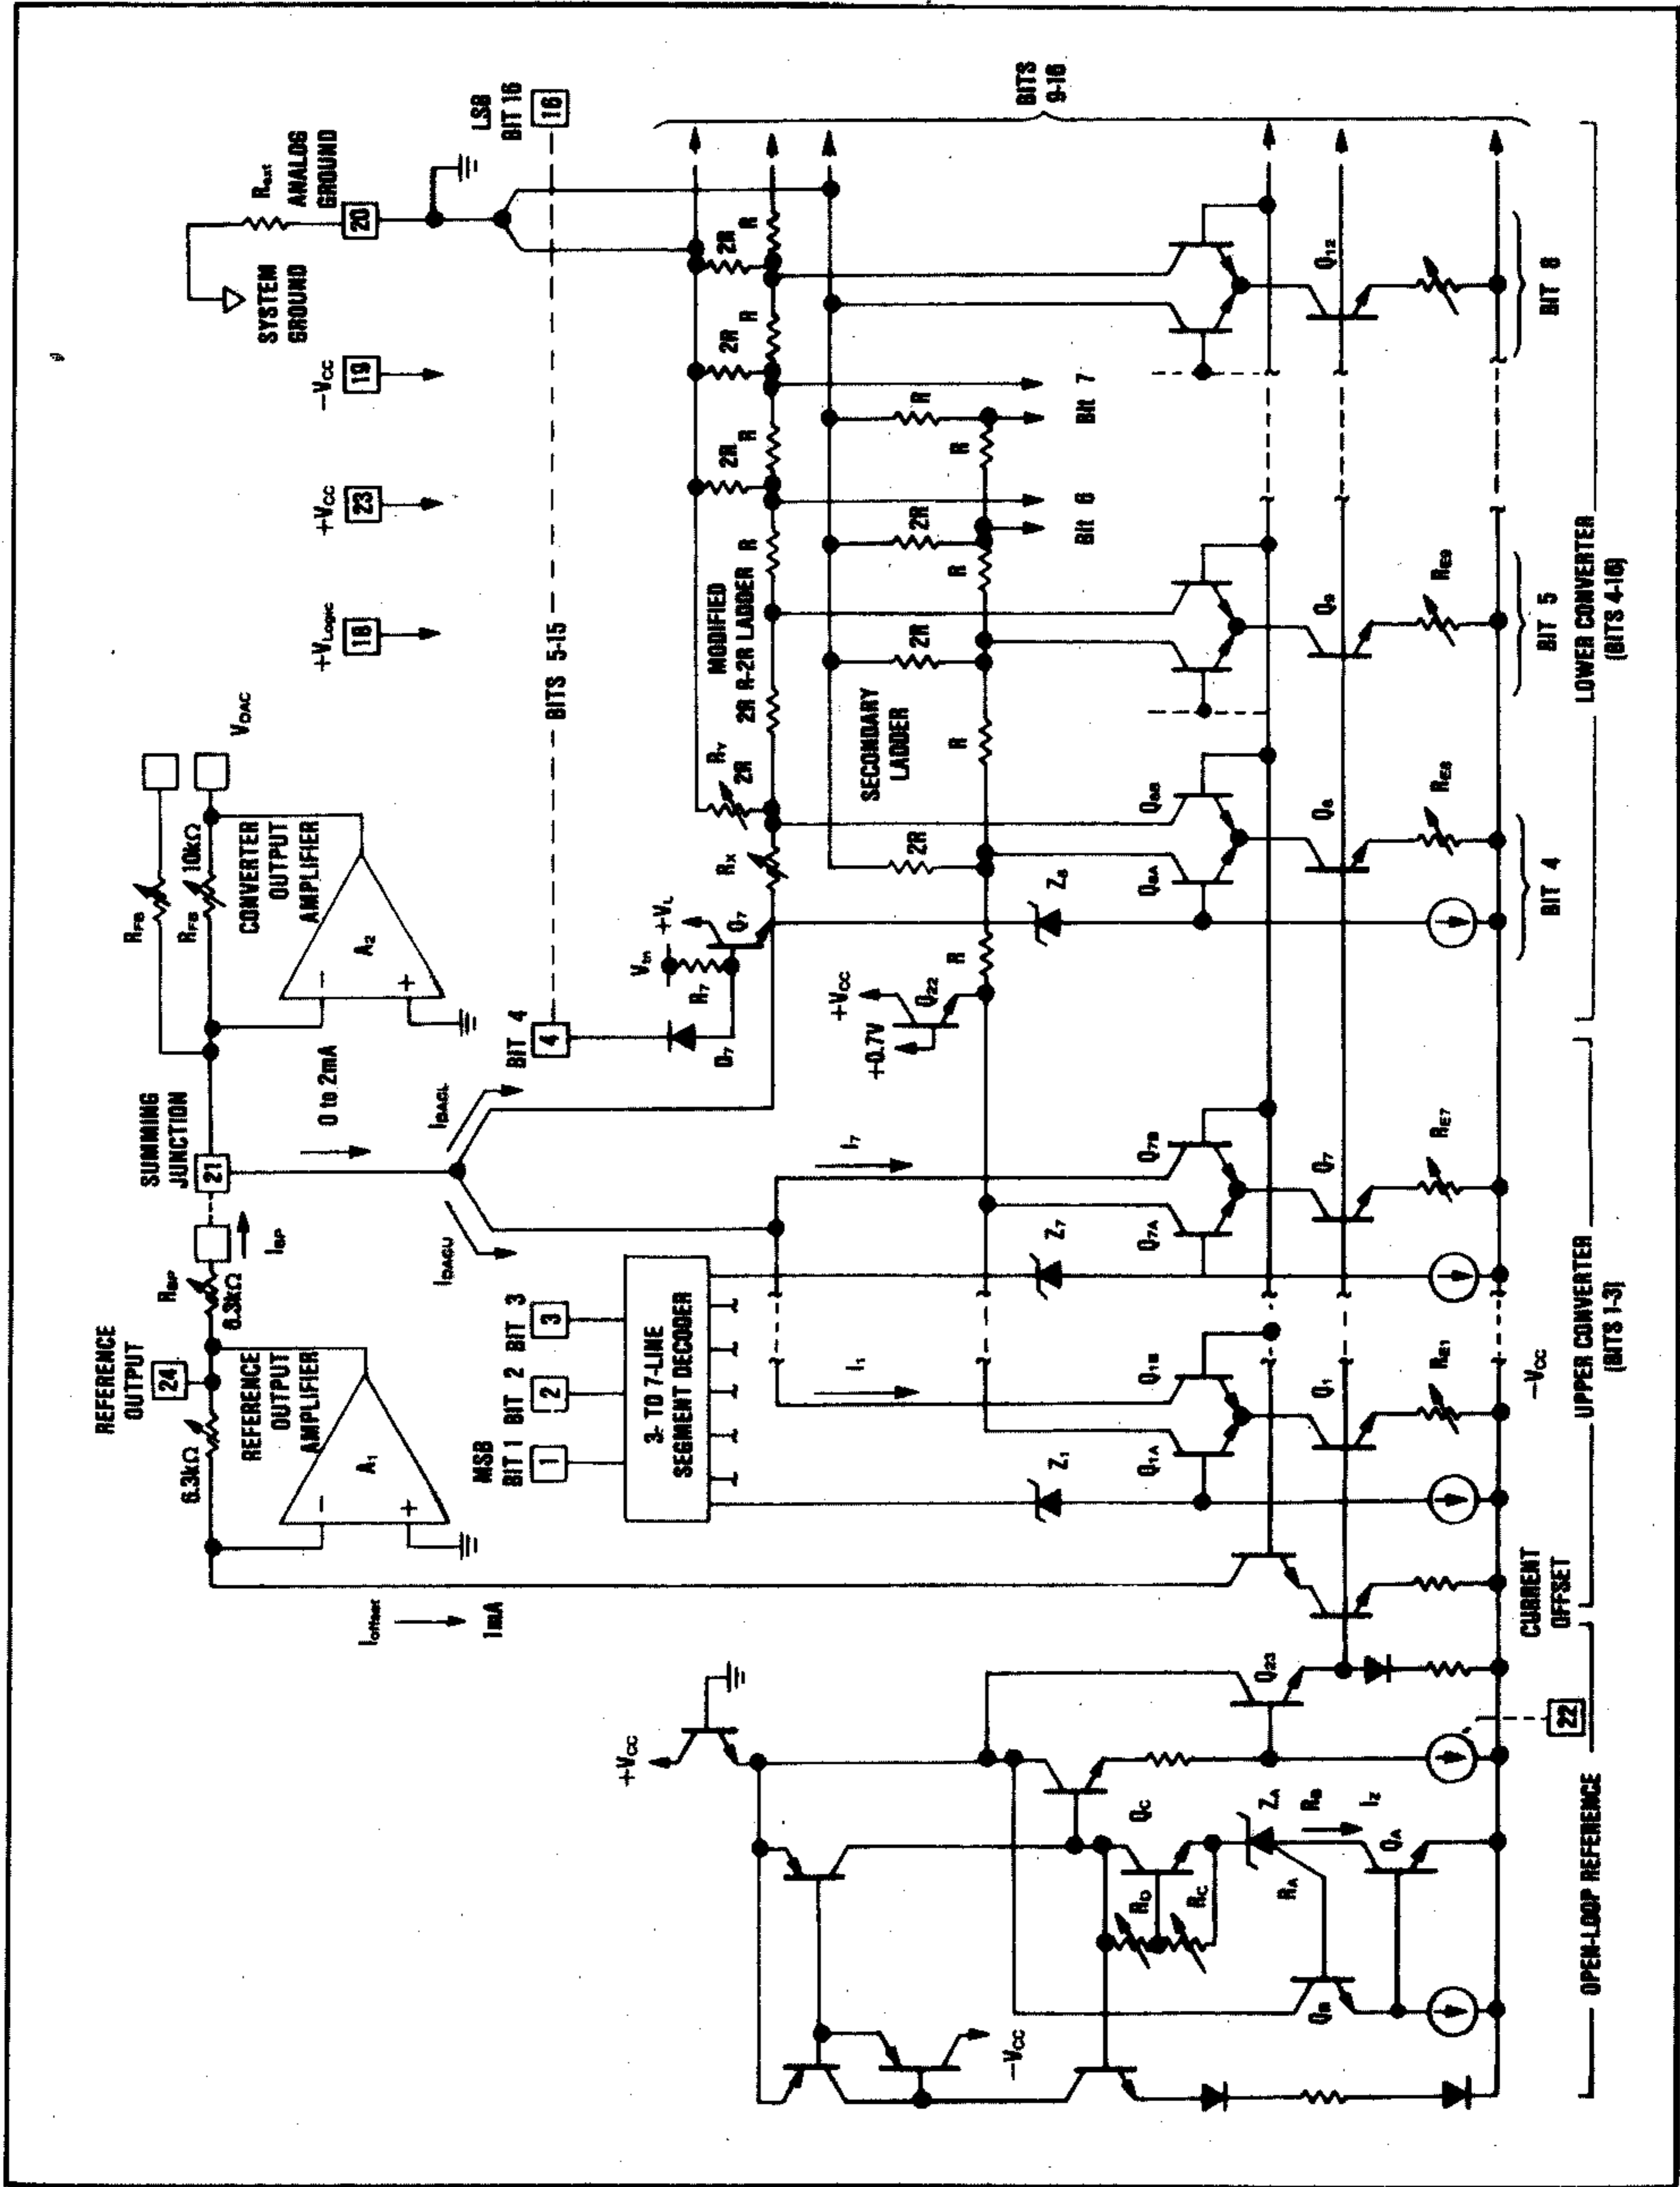 REFERENCE
OUTPUT
24
6.3kΩ
REFERENCE
OUTPUT
AMPLIFIER
A1
−
+
RBP
6.3kΩ
IBP
SUMMING
JUNCTION
21
0 to 2mA
RFB
RFB
10kΩ
CONVERTER
OUTPUT
AMPLIFIER
A2
−
+
VDAC
+VLogic
18
+VCC
23
−VCC
19
SYSTEM
GROUND
Rext
ANALOG
GROUND
20
Ioffset
1mA
MSB
BIT 1
1
BIT 2
2
BIT 3
3
3- TO 7-LINE
SEGMENT DECODER
IDACU
IDACL
BIT 4
4
BITS 5-15
LSB
BIT 16
16
D7
R7
Vth
+VL
Q7
RX
RY
2R
MODIFIED
2R R-2R LADDER
R
2R
R
2R
R
2R
R
+VCC
I1
I7
+0.7V
+VCC
Q22
R
2R
SECONDARY
LADDER
R
2R
R
2R
R
R
Bit 6
Bit 7
BITS
9-16
−VCC
QC
RD
RC
ZA
RA
RB
IZ
QA
QB
Q23
22
Z1
Q1A
Q1B
Q1
RE1
Z7
Q7A
Q7B
Q7
RE7
Z8
Q8A
Q8B
Q8
RE8
Q9
RE9
Q12
CURRENT
OFFSET
−VCC
BIT 4
BIT 5
BIT 8
OPEN-LOOP REFERENCE
UPPER CONVERTER
(BITS 1-3)
LOWER CONVERTER
(BITS 4-16)